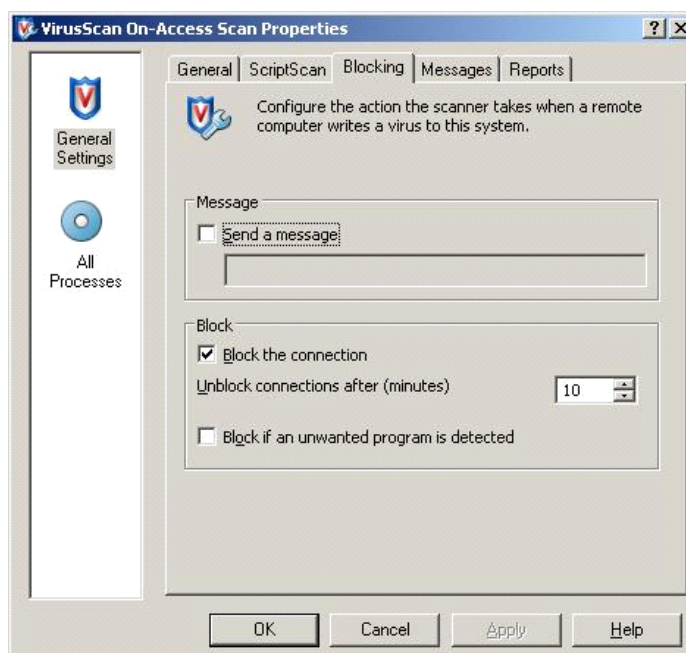 VirusScan On-Access Scan Properties
General
ScriptScan
Blocking
Messages
Reports
General
Settings
All
Processes
Configure the action the scanner takes when a remote
computer writes a virus to this system.
Message
Send a message
Block
Block the connection
Unblock connections after (minutes)
10
Block if an unwanted program is detected
OK
Cancel
Apply
Help